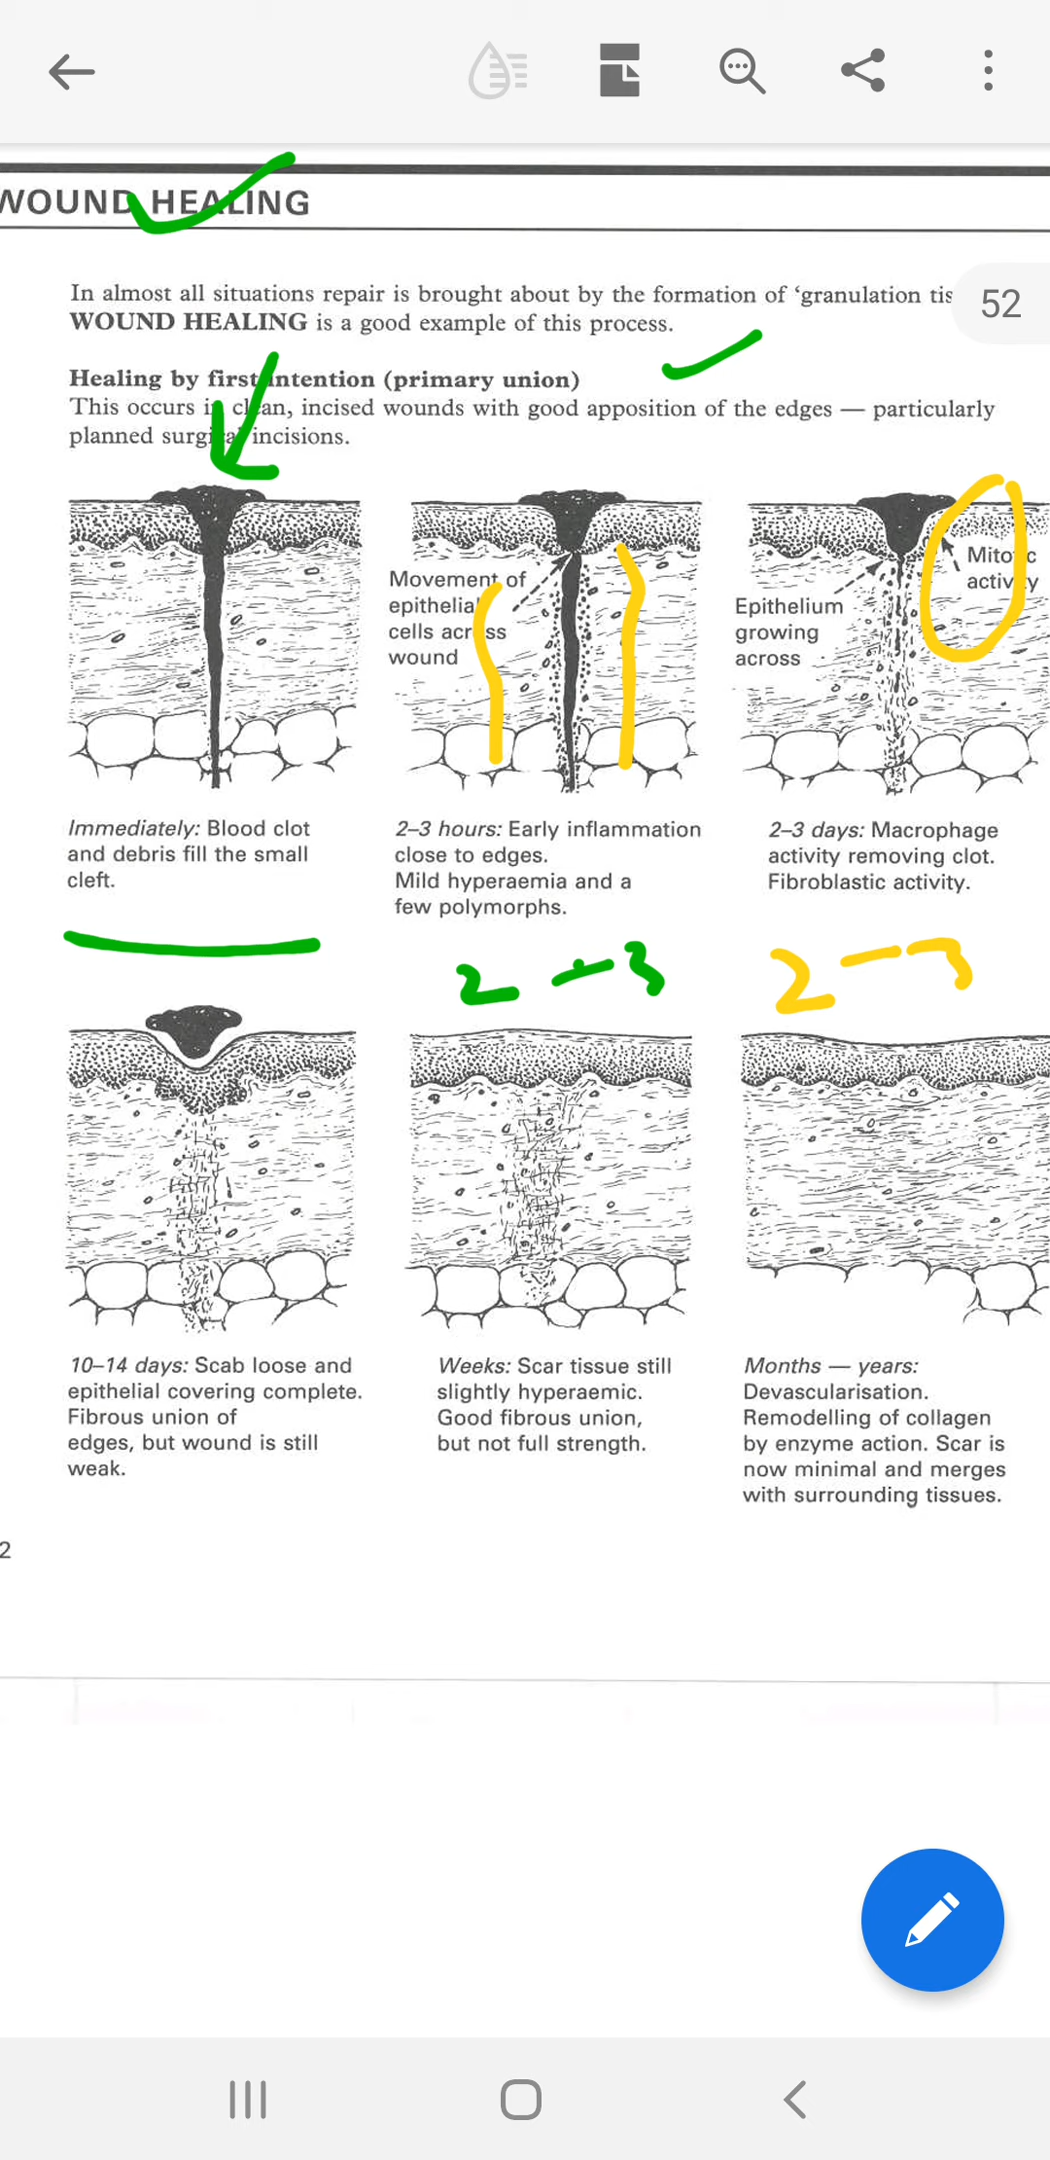 WOUND HEALING
In almost all situations repair is brought about by the formation of ‘granulation tis
52
WOUND HEALING is a good example of this process.
Healing by first intention (primary union)
This occurs in clean, incised wounds with good apposition of the edges — particularly
planned surgical incisions.
Movement of
epithelial
cells across
wound
Epithelium
growing
across
Mitotic
activity
Immediately: Blood clot
and debris fill the small
cleft.
2–3 hours: Early inflammation
close to edges.
Mild hyperaemia and a
few polymorphs.
2–3 days: Macrophage
activity removing clot.
Fibroblastic activity.
2 – 3
2 – 3
10–14 days: Scab loose and
epithelial covering complete.
Fibrous union of
edges, but wound is still
weak.
Weeks: Scar tissue still
slightly hyperaemic.
Good fibrous union,
but not full strength.
Months — years:
Devascularisation.
Remodelling of collagen
by enzyme action. Scar is
now minimal and merges
with surrounding tissues.
2